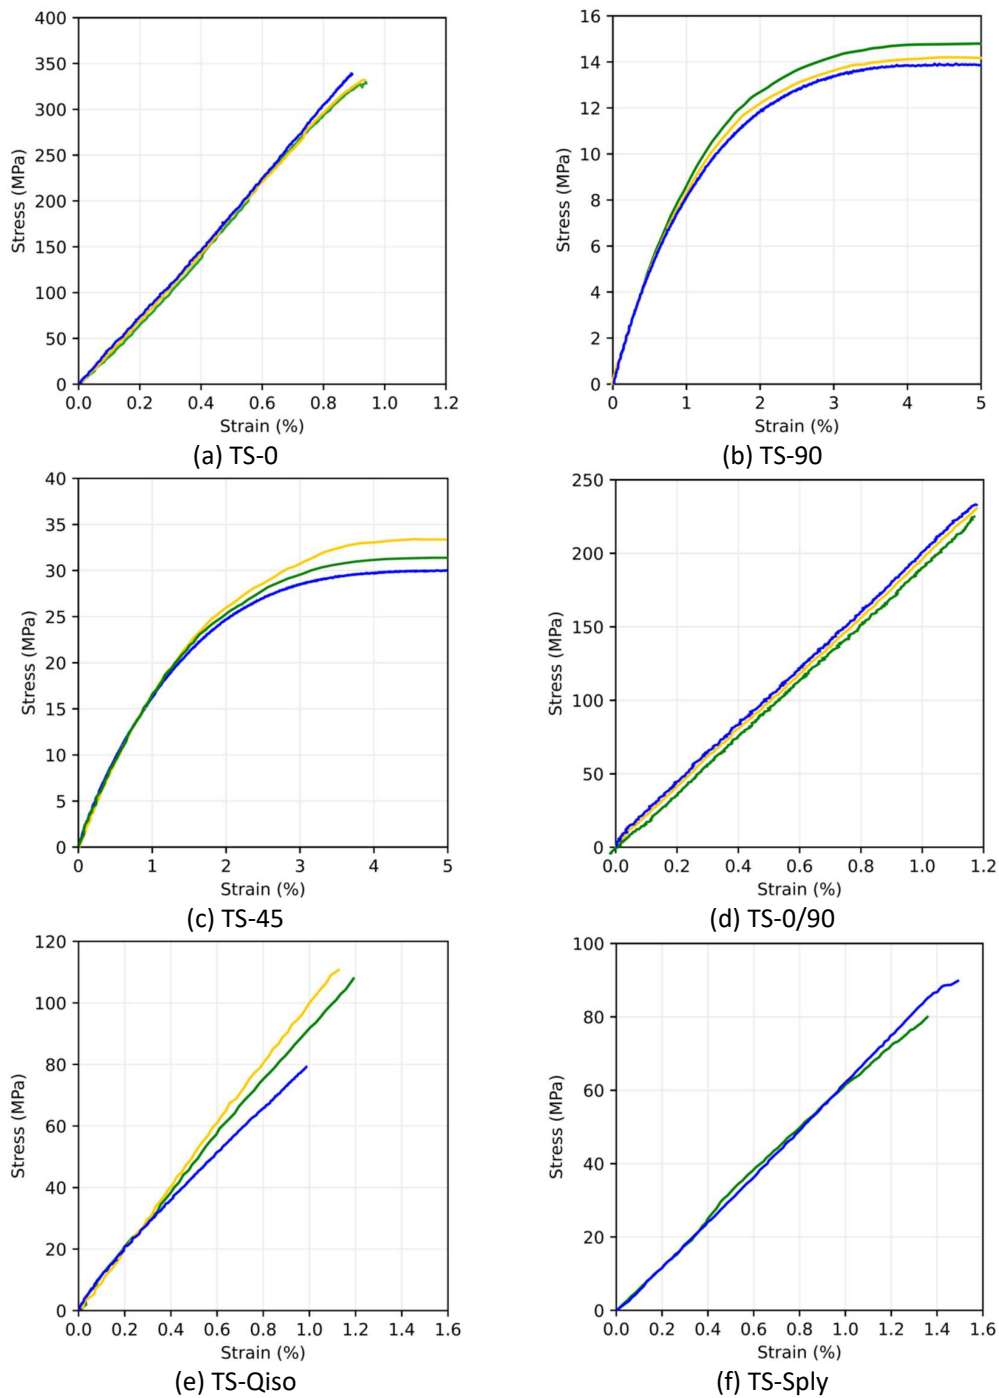 400
350
300
250
200
150
100
50
0
Stress (MPa)
0.0 0.2 0.4 0.6 0.8 1.0 1.2
Strain (%)
(a) TS-0
16
14
12
10
8
6
4
2
0
Stress (MPa)
0 1 2 3 4 5
Strain (%)
(b) TS-90
40
35
30
25
20
15
10
5
0
Stress (MPa)
0 1 2 3 4 5
Strain (%)
(c) TS-45
250
200
150
100
50
0
Stress (MPa)
0.0 0.2 0.4 0.6 0.8 1.0 1.2
Strain (%)
(d) TS-0/90
120
100
80
60
40
20
0
Stress (MPa)
0.0 0.2 0.4 0.6 0.8 1.0 1.2 1.4 1.6
Strain (%)
(e) TS-Qiso
100
80
60
40
20
0
Stress (MPa)
0.0 0.2 0.4 0.6 0.8 1.0 1.2 1.4 1.6
Strain (%)
(f) TS-Sply